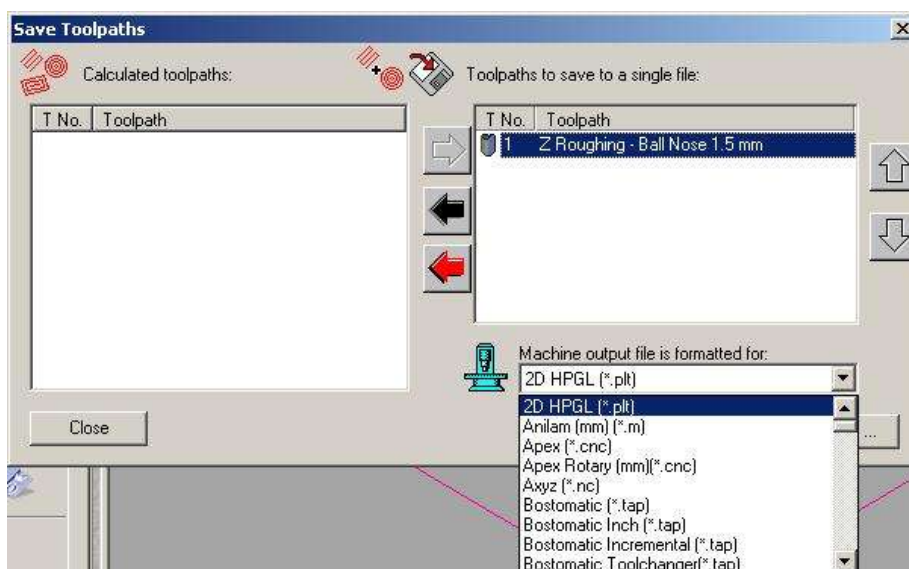 Save Toolpaths
Calculated toolpaths:
Toolpaths to save to a single file:
T No. Toolpath
T No. Toolpath
1 Z Roughing - Ball Nose 1.5 mm
Machine output file is formatted for:
2D HPGL (*.plt)
2D HPGL (*.plt)
Anilam (mm) (*.m)
Apex (*.cnc)
Apex Rotary (mm)(*.cnc)
Axyz (*.nc)
Bostomatic (*.tap)
Bostomatic Inch (*.tap)
Bostomatic Incremental (*.tap)
Bostomatic Toolchanger(*.tap)
Close
...